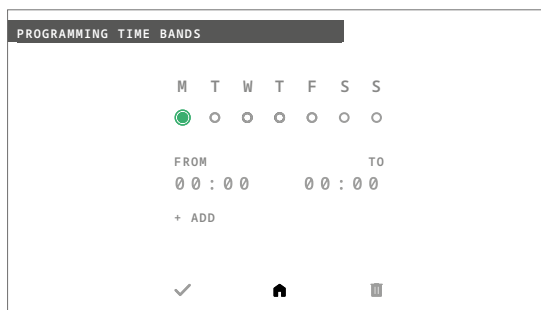 PROGRAMMING TIME BANDS
M T W T F S S
FROM TO
00:00 00:00
+ ADD